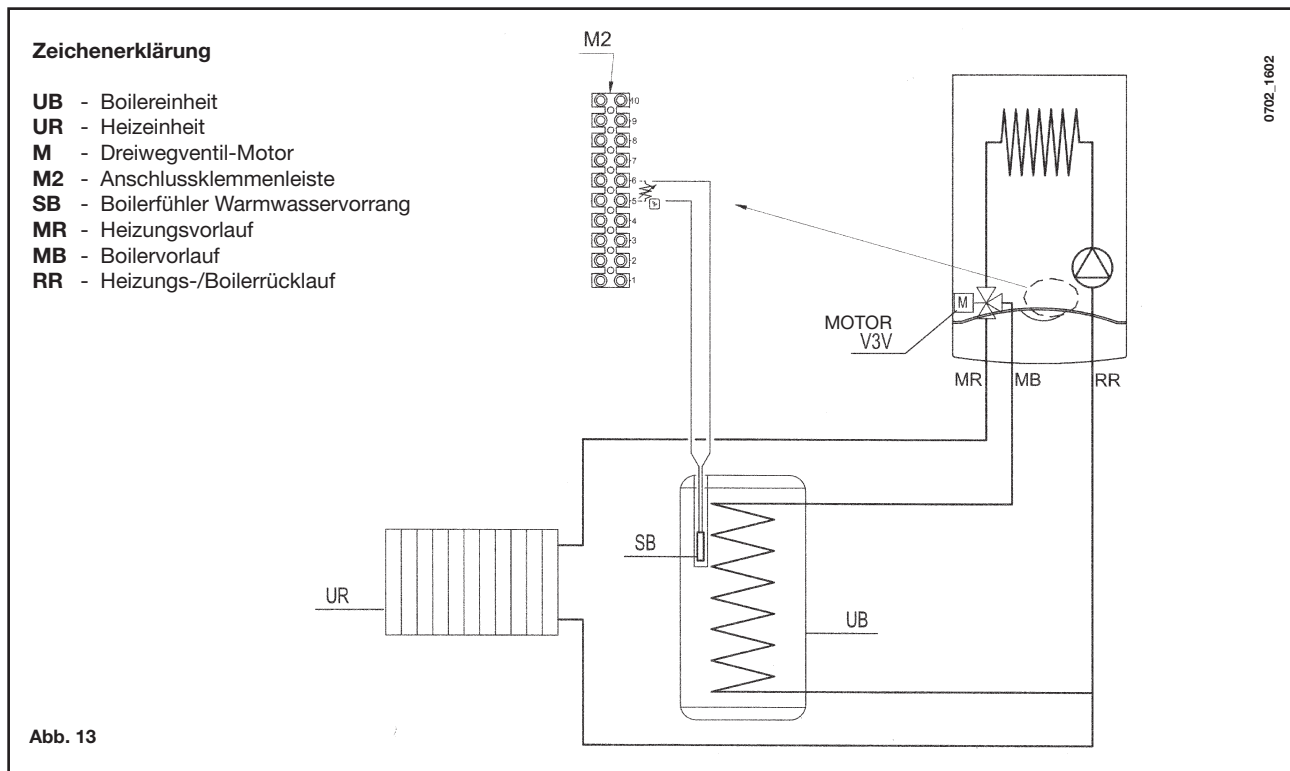 Zeichenerklärung
UB - Boilereinheit
UR - Heizeinheit
M - Dreiwegventil-Motor
M2 - Anschlussklemmenleiste
SB - Boilerfühler Warmwasservorrang
MR - Heizungsvorlauf
MB - Boilervorlauf
RR - Heizungs-/Boilerrücklauf
M2
10
9
8
7
6
5
4
3
2
1
0702_1602
M
MOTOR
V3V
MR MB RR
SB
UR
UB
Abb. 13